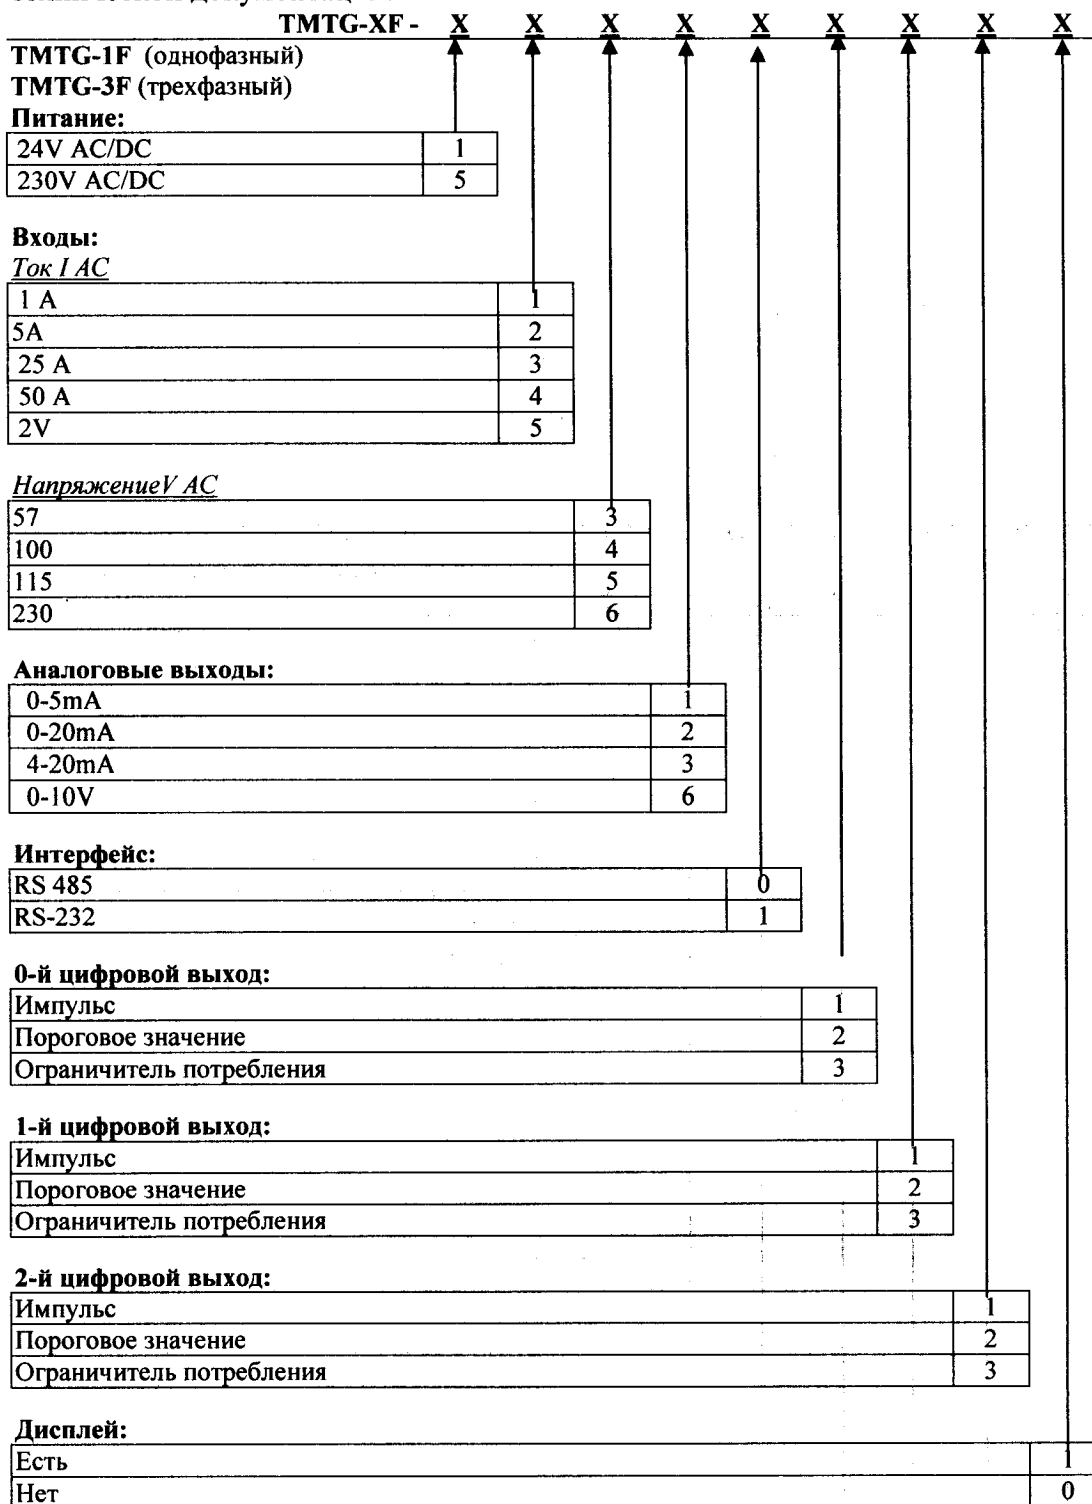 TMTG-XF - X X X X X X X X X
TMTG-1F (однофазный)
TMTG-3F (трехфазный)
Питание:
24V AC/DC 1
230V AC/DC 5
Входы:
Ток I AC
1 A 1
5A 2
25 A 3
50 A 4
2V 5
НапряжениеV AC
57 3
100 4
115 5
230 6
Аналоговые выходы:
0-5mA 1
0-20mA 2
4-20mA 3
0-10V 6
Интерфейс:
RS 485 0
RS-232 1
0-й цифровой выход:
Импульс 1
Пороговое значение 2
Ограничитель потребления 3
1-й цифровой выход:
Импульс 1
Пороговое значение 2
Ограничитель потребления 3
2-й цифровой выход:
Импульс 1
Пороговое значение 2
Ограничитель потребления 3
Дисплей:
Есть 1
Нет 0